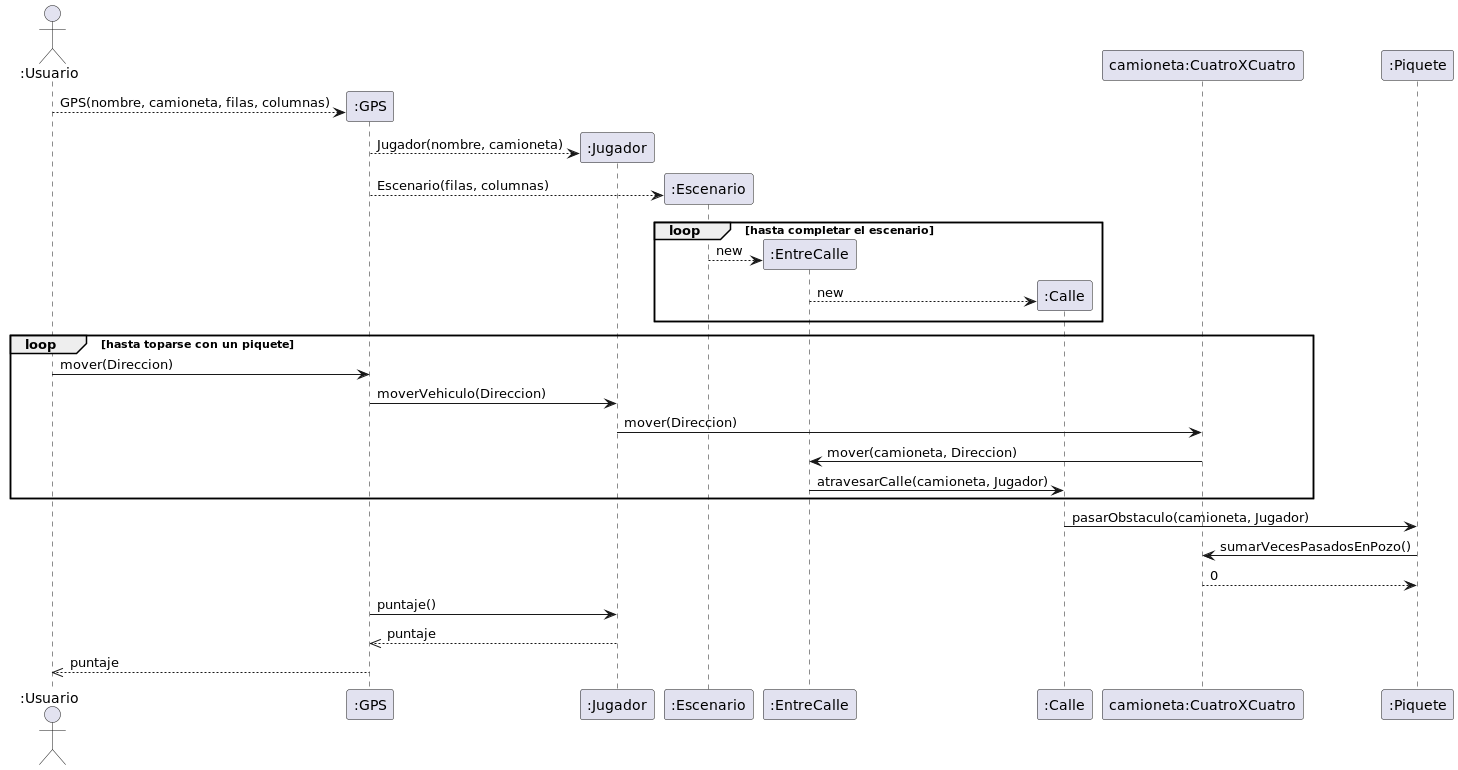 :Usuario
camioneta:CuatroXCuatro
:Piquete
GPS(nombre, camioneta, filas, columnas)
:GPS
Jugador(nombre, camioneta)
:Jugador
Escenario(filas, columnas)
:Escenario
loop [hasta completar el escenario]
new
:EntreCalle
new
:Calle
loop [hasta toparse con un piquete]
mover(Direccion)
moverVehiculo(Direccion)
mover(Direccion)
mover(camioneta, Direccion)
atravesarCalle(camioneta, Jugador)
pasarObstaculo(camioneta, Jugador)
sumarVecesPasadosEnPozo()
0
puntaje()
puntaje
puntaje
:Usuario
:GPS
:Jugador
:Escenario
:EntreCalle
:Calle
camioneta:CuatroXCuatro
:Piquete